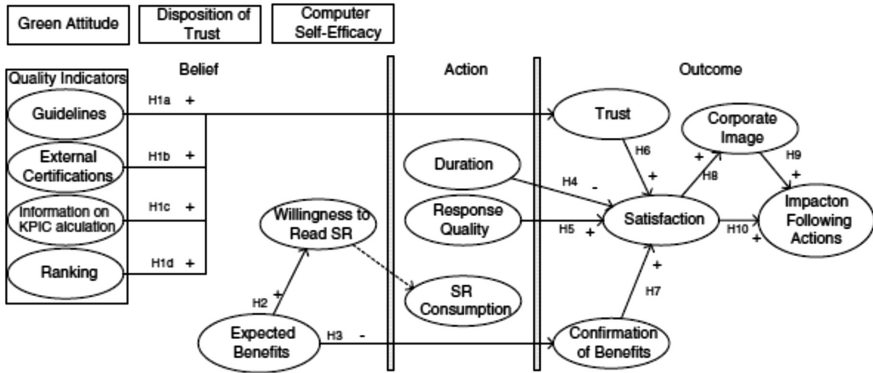 Green Attitude
Disposition of
Trust
Computer
Self-Efficacy
Quality Indicators
Belief
Action
Outcome
Guidelines
H1a +
External
Certifications
H1b +
Information on
KPIC alculation
H1c +
Ranking
H1d +
Willingness to
Read SR
H2 +
Expected
Benefits
H3 -
Duration
H4 -
Response
Quality
H5 +
SR
Consumption
Trust
H6
+
Satisfaction
Confirmation
of Benefits
+
H7
Corporate
Image
+
H8
H9
+
H10 +
Impacton
Following
Actions